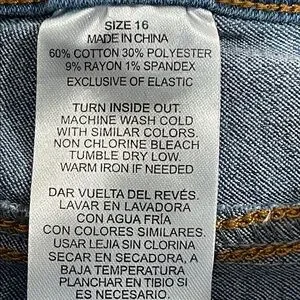 SIZE 16
MADE IN CHINA
60% COTTON 30% POLYESTER
9% RAYON 1% SPANDEX
EXCLUSIVE OF ELASTIC
TURN INSIDE OUT.
MACHINE WASH COLD
WITH SIMILAR COLORS.
NON CHLORINE BLEACH
TUMBLE DRY LOW.
WARM IRON IF NEEDED
DAR VUELTA DEL REVÉS.
LAVAR EN LAVADORA
CON AGUA FRÍA
CON COLORES SIMILARES.
USAR LEJIA SIN CLORINA
SECAR EN SECADORA, A
BAJA TEMPERATURA
PLANCHAR EN TIBIO SI
ES NECESARIO.